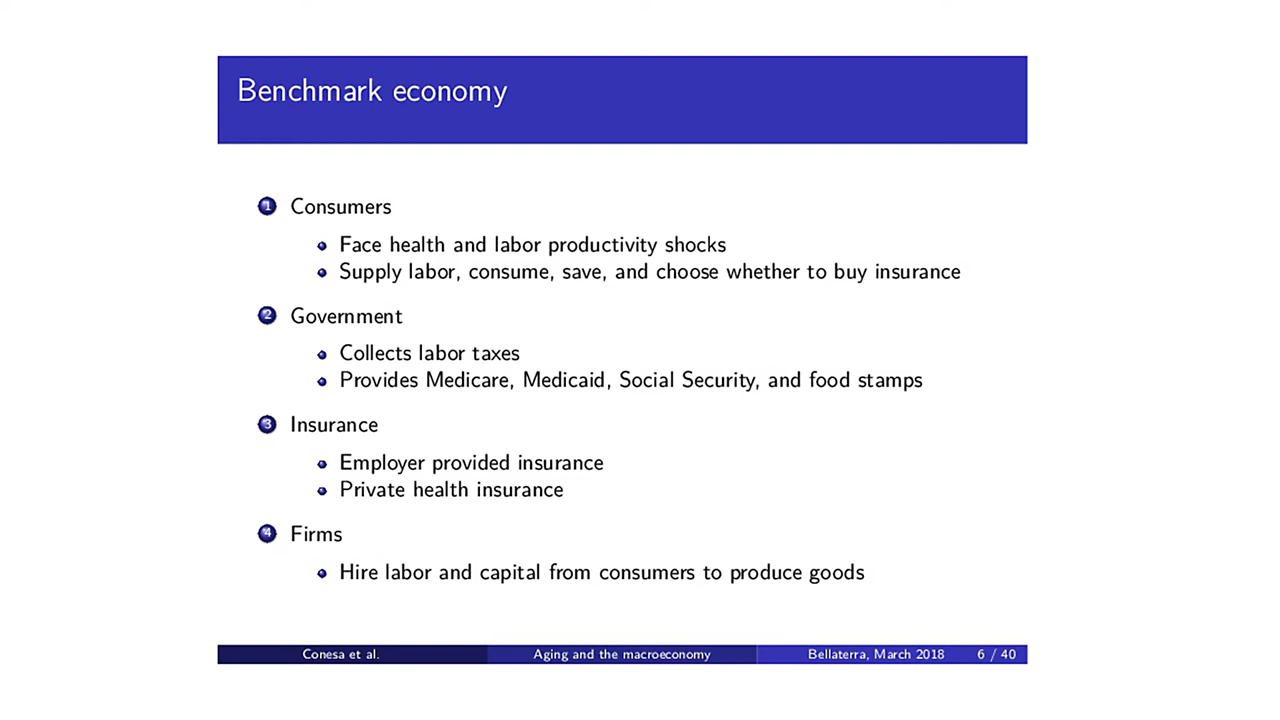 Benchmark economy
1 Consumers
Face health and labor productivity shocks
Supply labor, consume, save, and choose whether to buy insurance
2 Government
Collects labor taxes
Provides Medicare, Medicaid, Social Security, and food stamps
3 Insurance
Employer provided insurance
Private health insurance
4 Firms
Hire labor and capital from consumers to produce goods
Conesa et al. Aging and the macroeconomy Bellaterra, March 2018 6 / 40